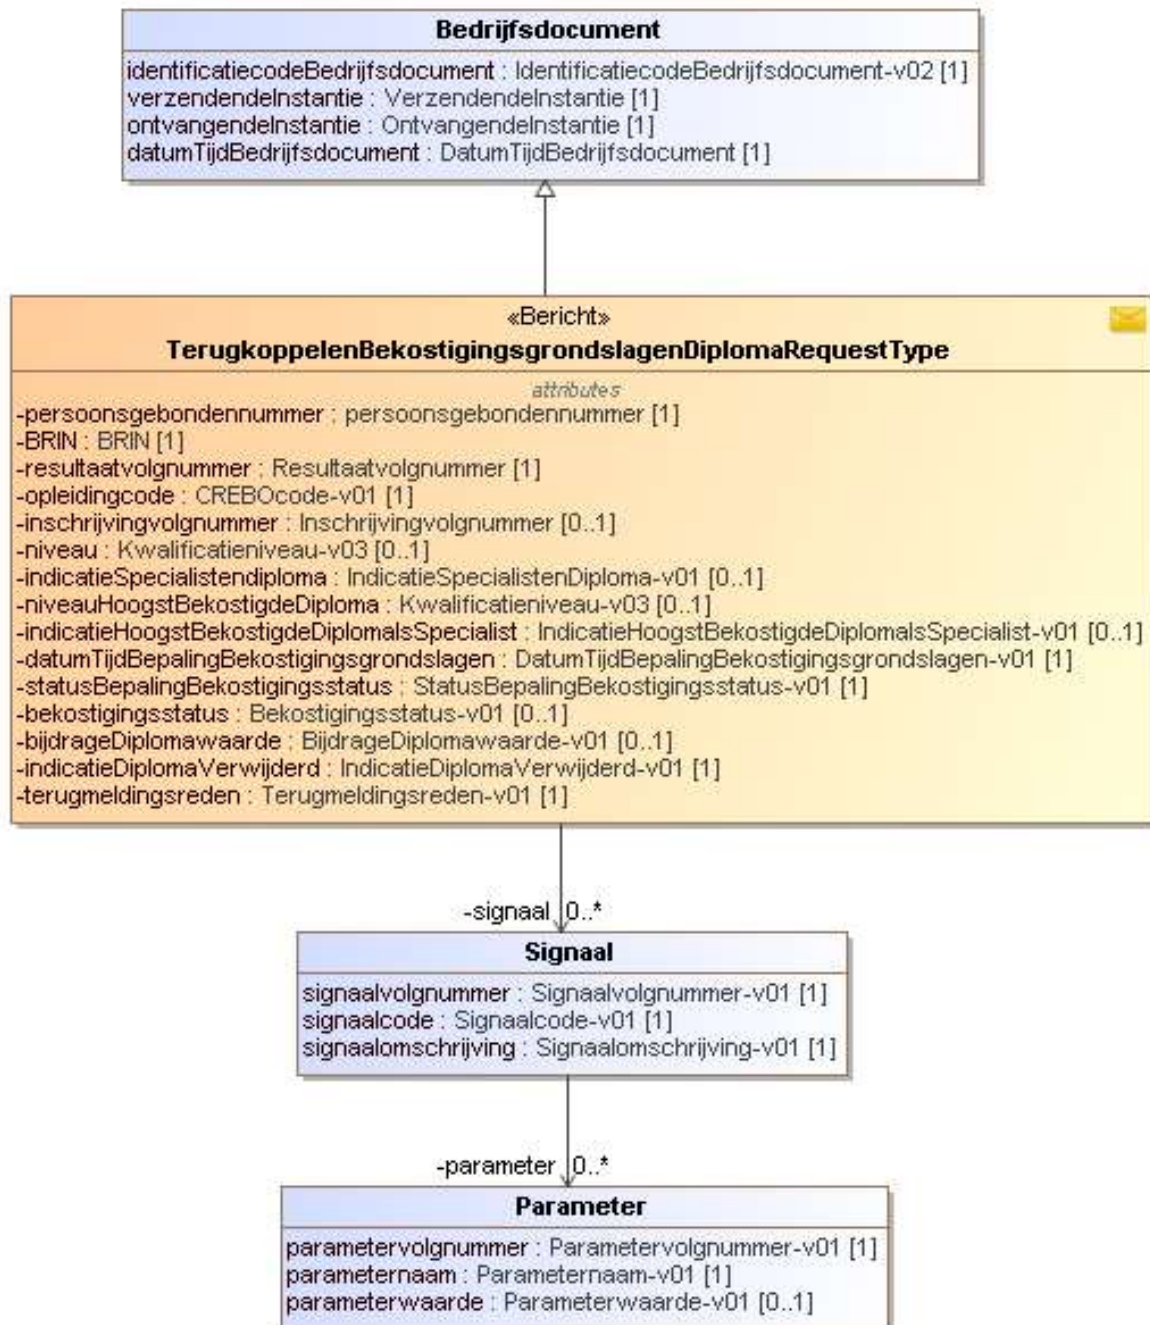 Bedrijfsdocument
identificatiecodeBedrijfsdocument : IdentificatiecodeBedrijfsdocument-v02 [1]
verzendendeInstantie : VerzendendeInstantie [1]
ontvangendeInstantie : OntvangendeInstantie [1]
datumTijdBedrijfsdocument : DatumTijdBedrijfsdocument [1]
«Bericht»
TerugkoppelenBekostigingsgrondslagenDiplomaRequestType
attributes
-persoonsgebondennummer : persoonsgebondennummer [1]
-BRIN : BRIN [1]
-resultaatvolgnummer : Resultaatvolgnummer [1]
-opleidingcode : CREBOcode-v01 [1]
-inschrijvingvolgnummer : Inschrijvingvolgnummer [0..1]
-niveau : Kwalificatieniveau-v03 [0..1]
-indicatieSpecialistendiploma : IndicatieSpecialistenDiploma-v01 [0..1]
-niveauHoogstBekostigdeDiploma : Kwalificatieniveau-v03 [0..1]
-indicatieHoogstBekostigdeDiplomaIsSpecialist : IndicatieHoogstBekostigdeDiplomaIsSpecialist-v01 [0..1]
-datumTijdBepalingBekostigingsgrondslagen : DatumTijdBepalingBekostigingsgrondslagen-v01 [1]
-statusBepalingBekostigingsstatus : StatusBepalingBekostigingsstatus-v01 [1]
-bekostigingsstatus : Bekostigingsstatus-v01 [0..1]
-bijdrageDiplomawaarde : BijdrageDiplomawaarde-v01 [0..1]
-indicatieDiplomaVerwijderd : IndicatieDiplomaVerwijderd-v01 [1]
-terugmeldingsreden : Terugmeldingsreden-v01 [1]
-signaal 0..*
Signaal
signaalvolgnummer : Signaalvolgnummer-v01 [1]
signaalcode : Signaalcode-v01 [1]
signaalomschrijving : Signaalomschrijving-v01 [1]
-parameter 0..*
Parameter
parametervolgnummer : Parametervolgnummer-v01 [1]
parameternaam : Parameternaam-v01 [1]
parameterwaarde : Parameterwaarde-v01 [0..1]